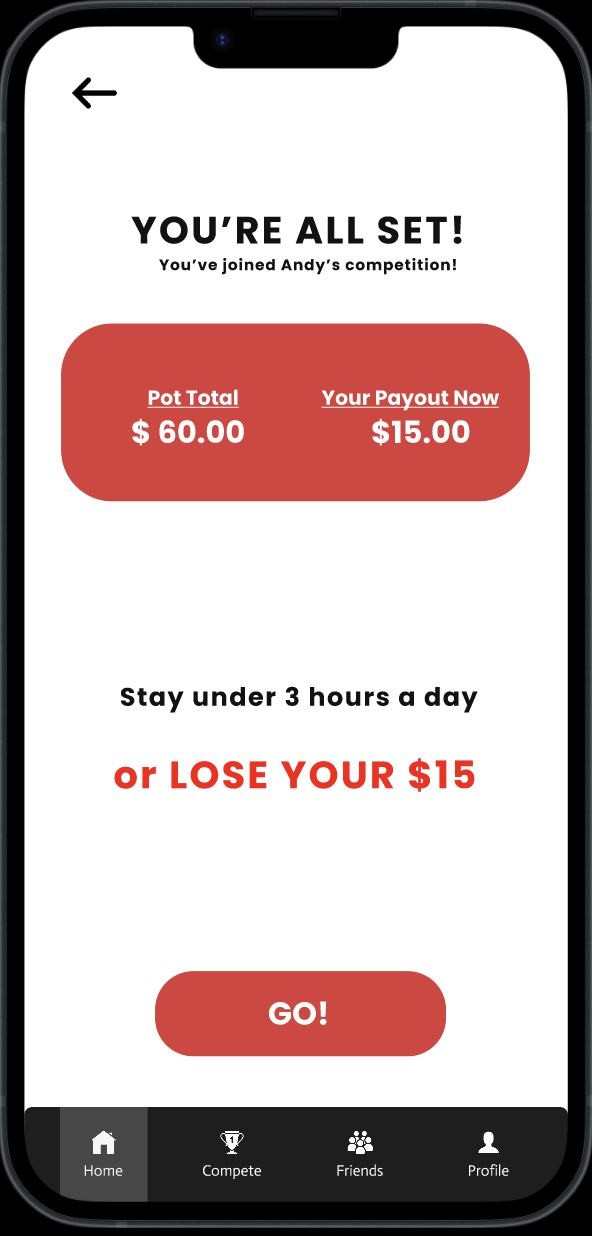 YOU'RE ALL SET!
You've joined Andy's competition!
Pot Total
$ 60.00
Your Payout Now
$15.00
Stay under 3 hours a day
or LOSE YOUR $15
GO!
1
Home
Compete
Friends
Profile